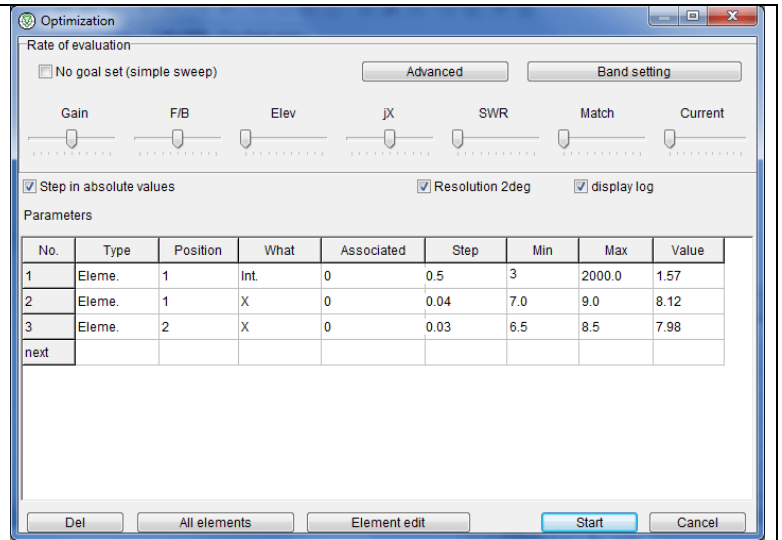 Optimization
Rate of evaluation
No goal set (simple sweep) Advanced Band setting
Gain F/B Elev jX SWR Match Current
Step in absolute values Resolution 2deg display log
Parameters
No. Type Position What Associated Step Min Max Value
1 Eleme. 1 Int. 0 0.5 3 2000.0 1.57
2 Eleme. 1 X 0 0.04 7.0 9.0 8.12
3 Eleme. 2 X 0 0.03 6.5 8.5 7.98
next
Del All elements Element edit Start Cancel